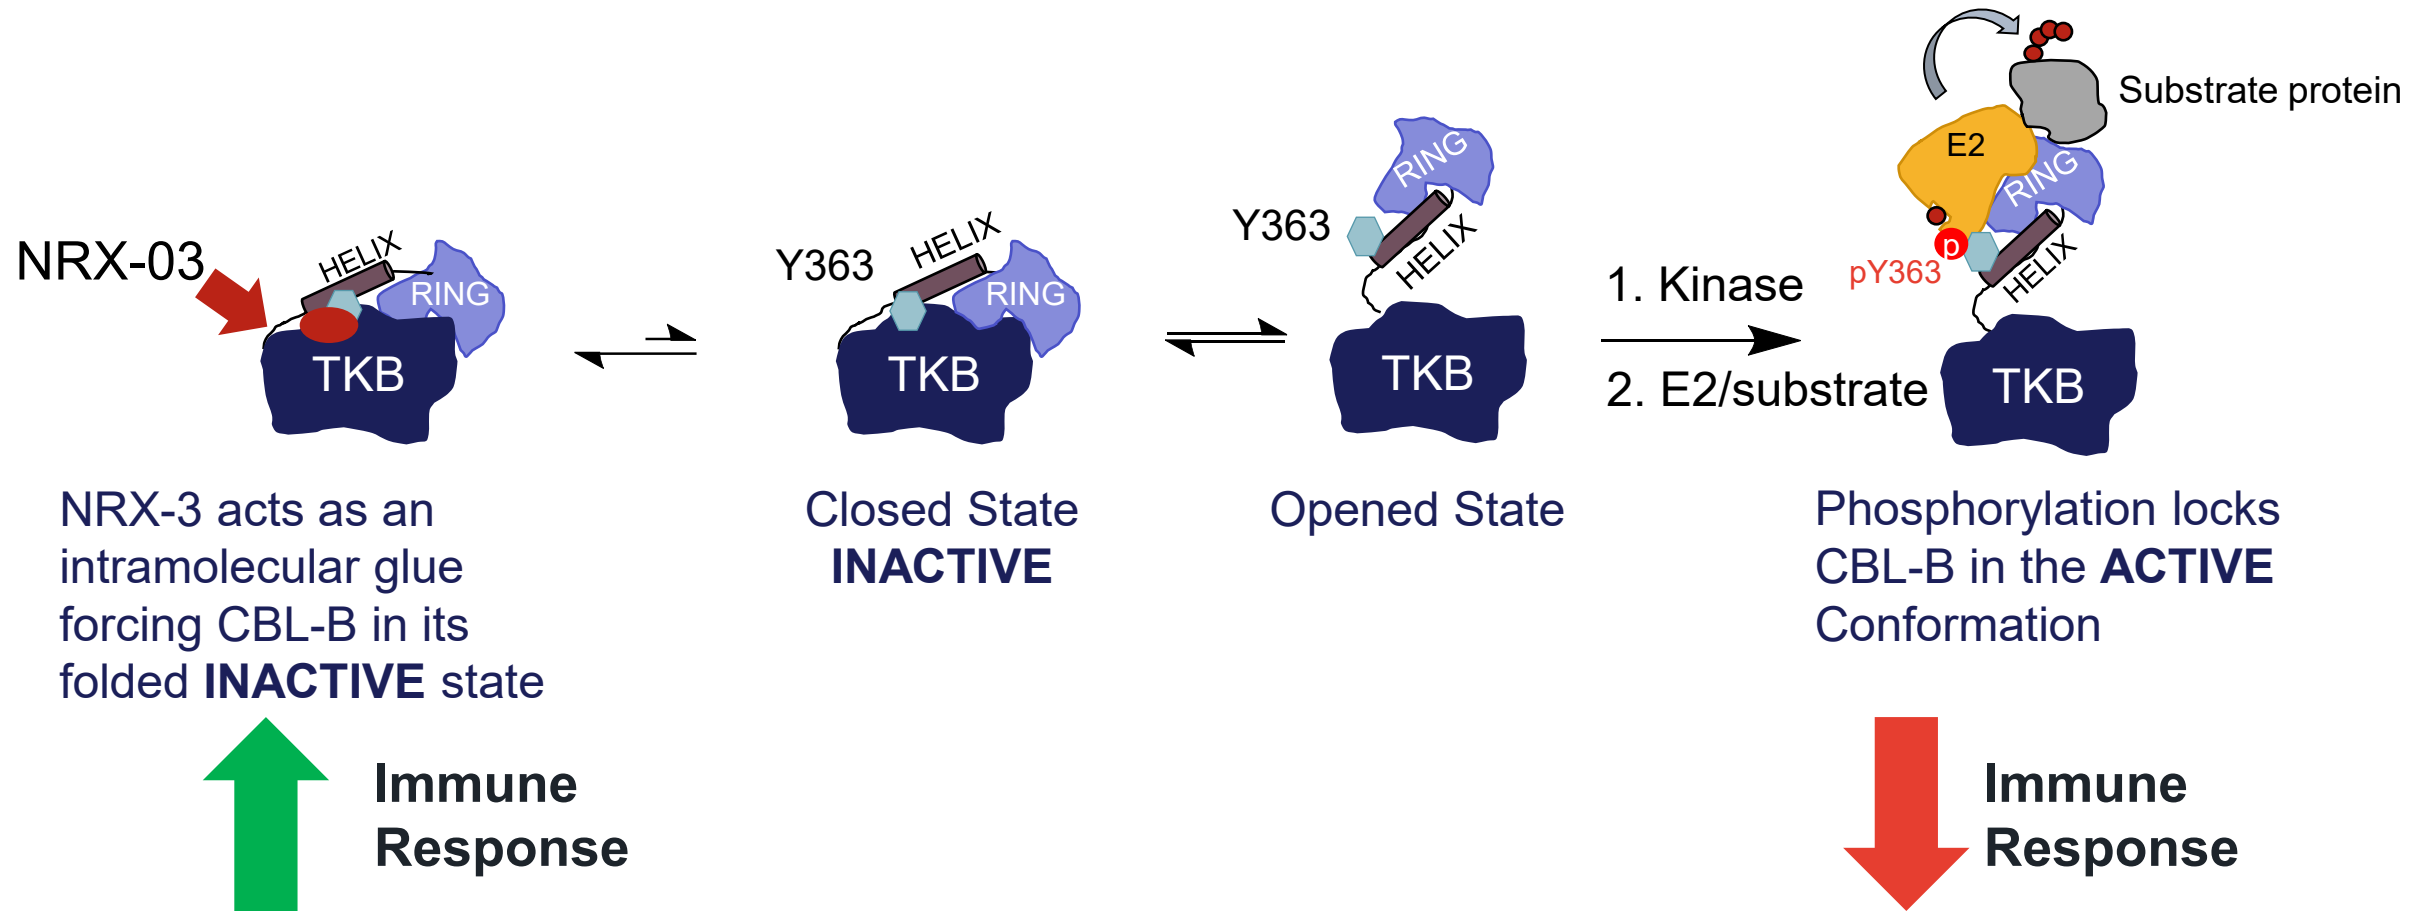 NRX-03
HELIX
RING
TKB
NRX-3 acts as an
intramolecular glue
forcing CBL-B in its
folded INACTIVE state
Immune
Response
Y363
HELIX
RING
TKB
Closed State
INACTIVE
Y363
RING
HELIX
TKB
Opened State
1. Kinase
2. E2/substrate
Substrate protein
E2
RING
p
pY363
HELIX
TKB
Phosphorylation locks
CBL-B in the ACTIVE
Conformation
Immune
Response